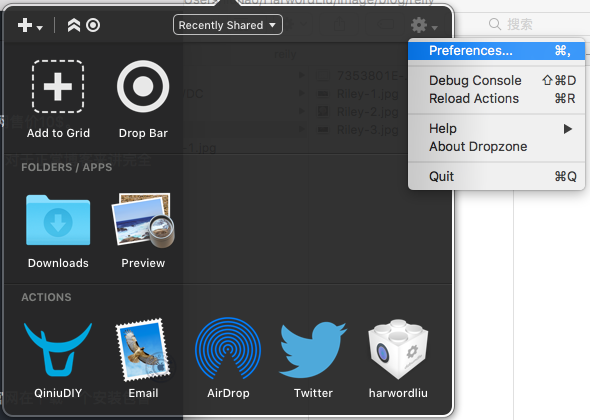 Recently Shared
搜索
Preferences... ⌘,
Debug Console ⇧⌘D
Reload Actions ⌘R
Help
About Dropzone
Quit ⌘Q
Add to Grid
Drop Bar
Riley-1.jpg
Riley-2.jpg
Riley-3.jpg
FOLDERS / APPS
Downloads
Preview
ACTIONS
QiniuDIY
Email
AirDrop
Twitter
harwordliu